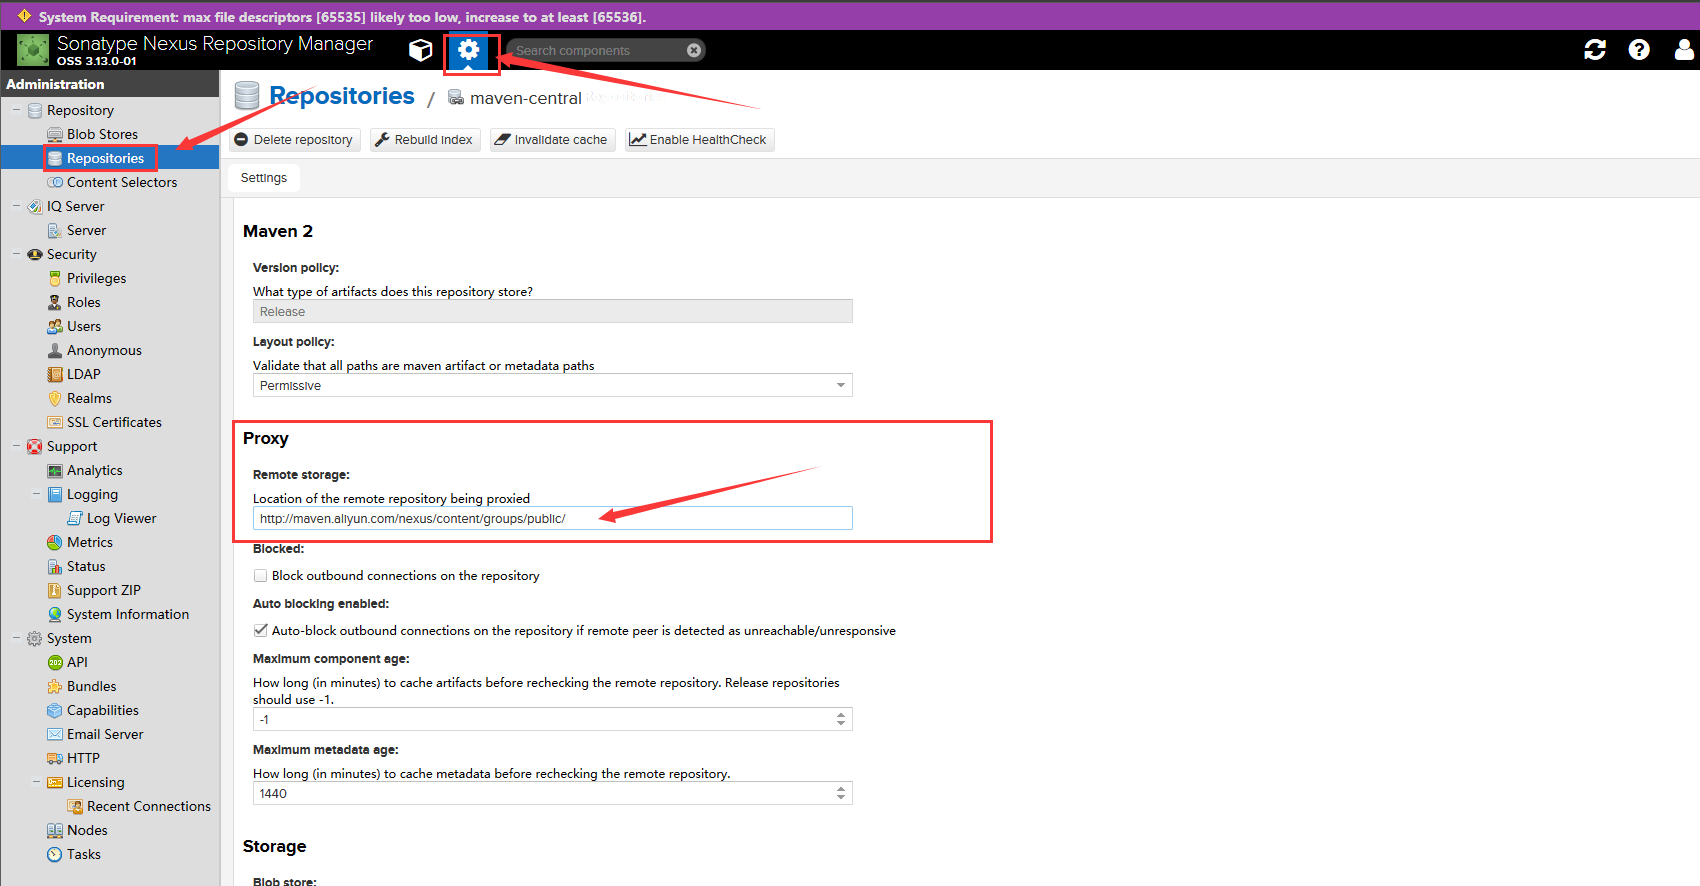 System Requirement: max file descriptors [65535] likely too low, increase to at least [65536].
Sonatype Nexus Repository Manager
OSS 3.13.0-01
Search components
Administration
Repository
Blob Stores
Repositories
Content Selectors
IQ Server
Server
Security
Privileges
Roles
Users
Anonymous
LDAP
Realms
SSL Certificates
Support
Analytics
Logging
Log Viewer
Metrics
Status
Support ZIP
System Information
System
API
Bundles
Capabilities
Email Server
HTTP
Licensing
Recent Connections
Nodes
Tasks
Repositories / maven-central
Delete repository Rebuild index Invalidate cache Enable HealthCheck
Settings
Maven 2
Version policy:
What type of artifacts does this repository store?
Release
Layout policy:
Validate that all paths are maven artifact or metadata paths
Permissive
Proxy
Remote storage:
Location of the remote repository being proxied
http://maven.aliyun.com/nexus/content/groups/public/
Blocked:
Block outbound connections on the repository
Auto blocking enabled:
Auto-block outbound connections on the repository if remote peer is detected as unreachable/unresponsive
Maximum component age:
How long (in minutes) to cache artifacts before rechecking the remote repository. Release repositories
should use -1.
-1
Maximum metadata age:
How long (in minutes) to cache metadata before rechecking the remote repository.
1440
Storage
Blob store: